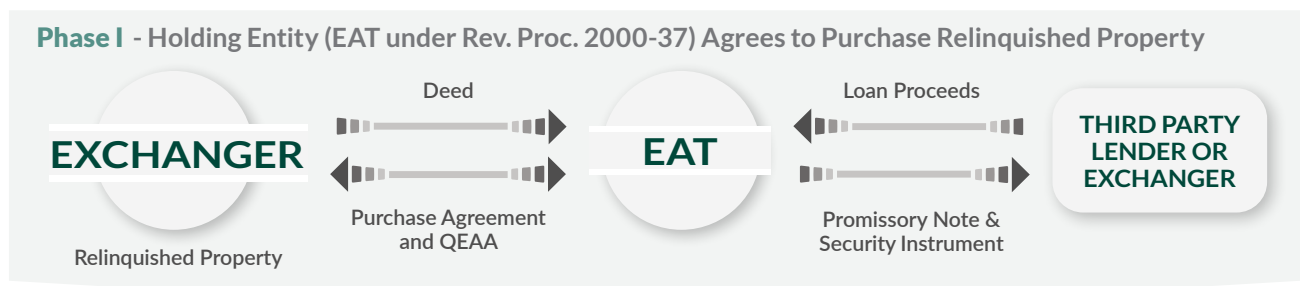 Phase I - Holding Entity (EAT under Rev. Proc. 2000-37) Agrees to Purchase Relinquished Property
Deed
Loan Proceeds
EXCHANGER
EAT
THIRD PARTY
LENDER OR
EXCHANGER
Purchase Agreement
and QEAA
Promissory Note &
Security Instrument
Relinquished Property